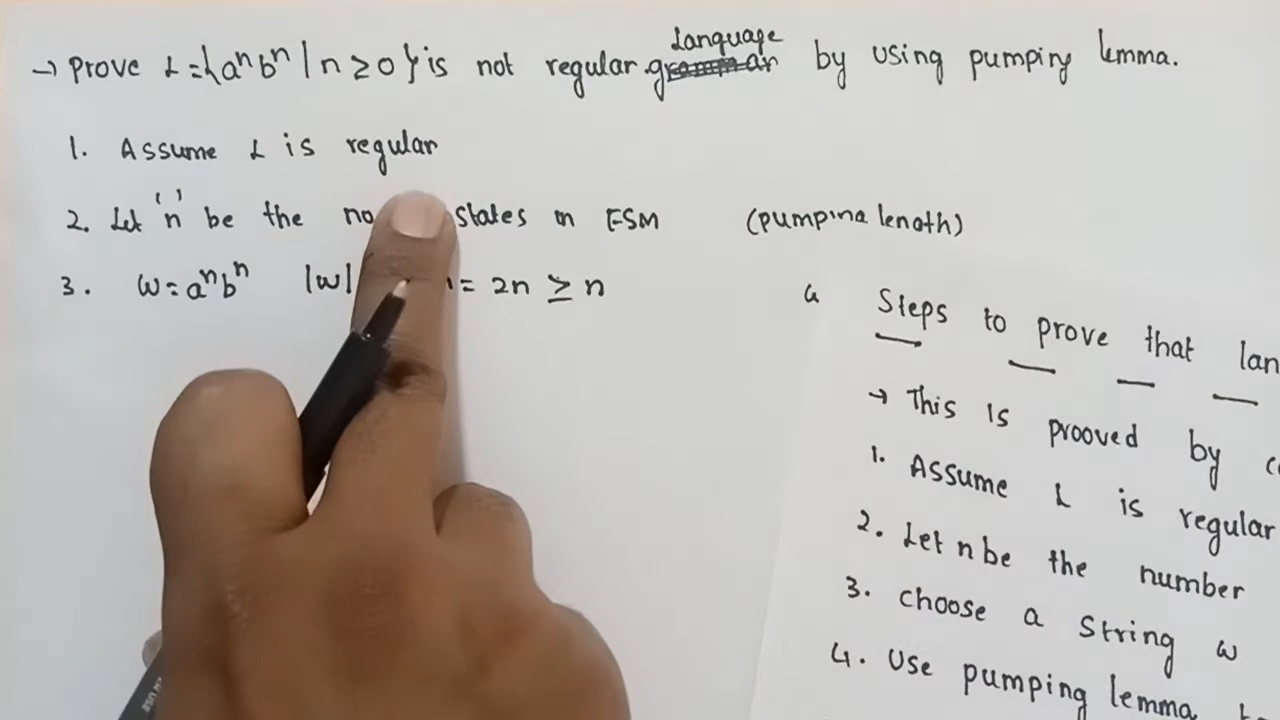 → Prove L={aⁿbⁿ | n ≥ 0} is not regular Language by using pumping lemma.
1. Assume L is regular
2. Let 'n' be the no states in FSM (pumping length)
3. w=aⁿbⁿ |w| = 2n ≥ n
Steps to prove that lan
→ This is prooved by co
1. Assume L is regular
2. Let n be the number
3. choose a string w
4. Use pumping lemma to